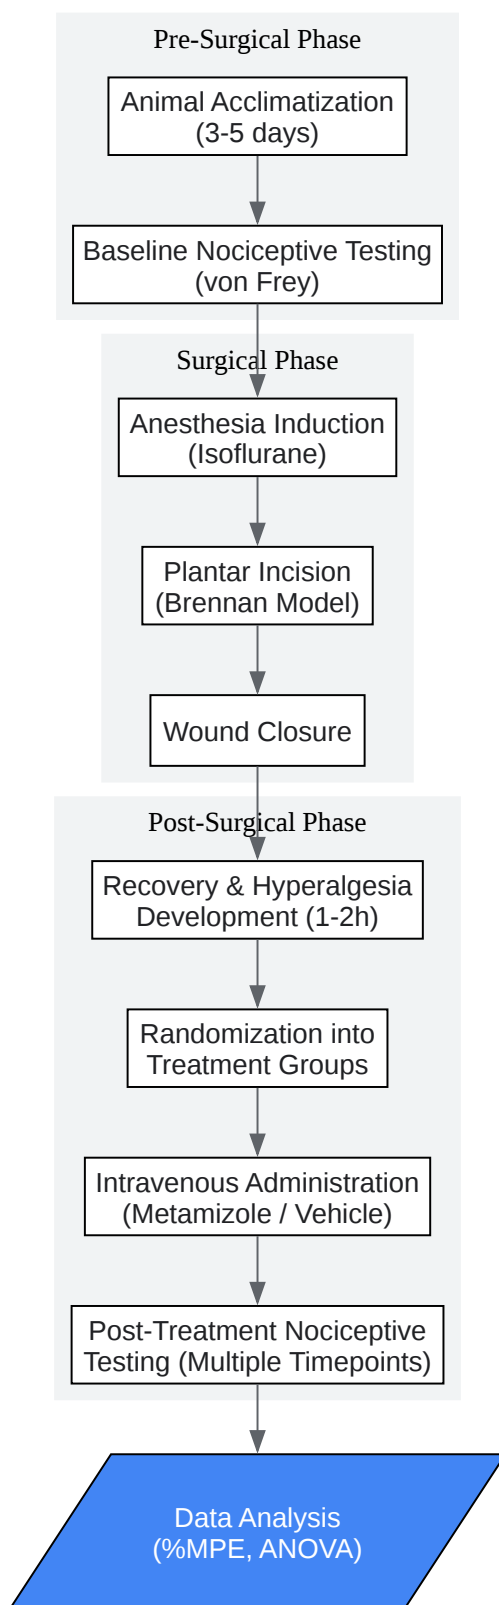 Pre-Surgical Phase
Animal Acclimatization
(3-5 days)
Baseline Nociceptive Testing
(von Frey)
Surgical Phase
Anesthesia Induction
(Isoflurane)
Plantar Incision
(Brennan Model)
Wound Closure
Post-Surgical Phase
Recovery & Hyperalgesia
Development (1-2h)
Randomization into
Treatment Groups
Intravenous Administration
(Metamizole / Vehicle)
Post-Treatment Nociceptive
Testing (Multiple Timepoints)
Data Analysis
(%MPE, ANOVA)